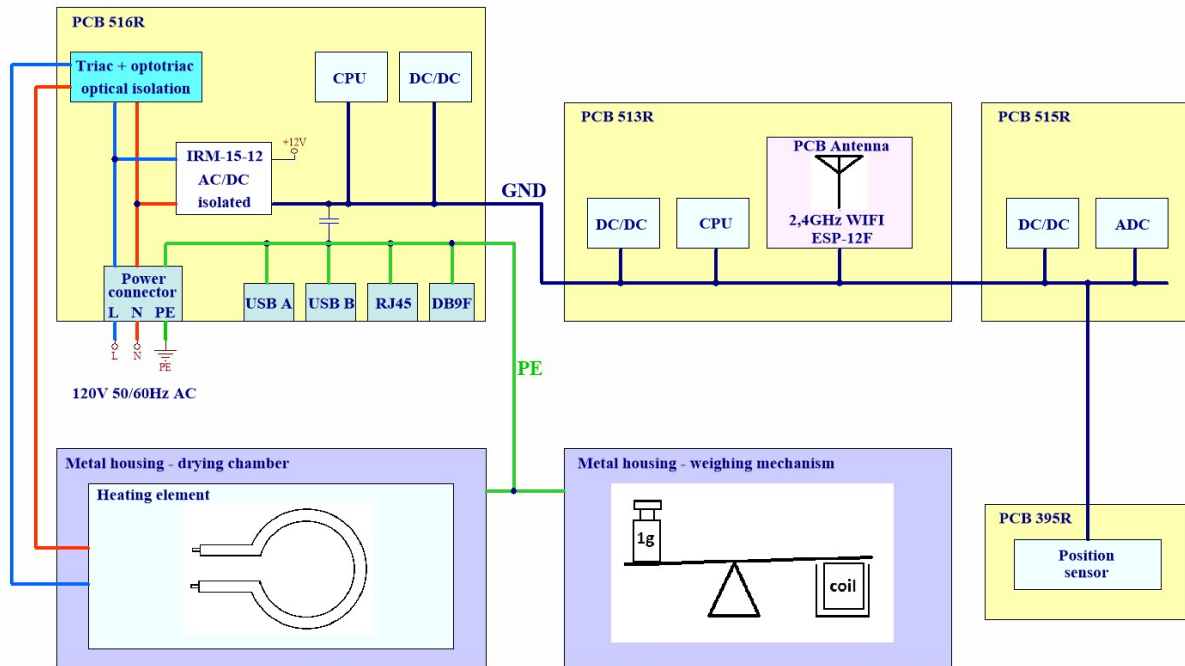 PCB 516R
Triac + optotriac
optical isolation
CPU
DC/DC
IRM-15-12
AC/DC
isolated
+12V
GND
Power
connector
L N PE
USB A
USB B
RJ45
DB9F
L
N
PE
120V 50/60Hz AC
PE
PCB 513R
DC/DC
CPU
PCB Antenna
2,4GHz WIFI
ESP-12F
PCB 515R
DC/DC
ADC
Metal housing - drying chamber
Heating element
Metal housing - weighing mechanism
1g
coil
PCB 395R
Position
sensor